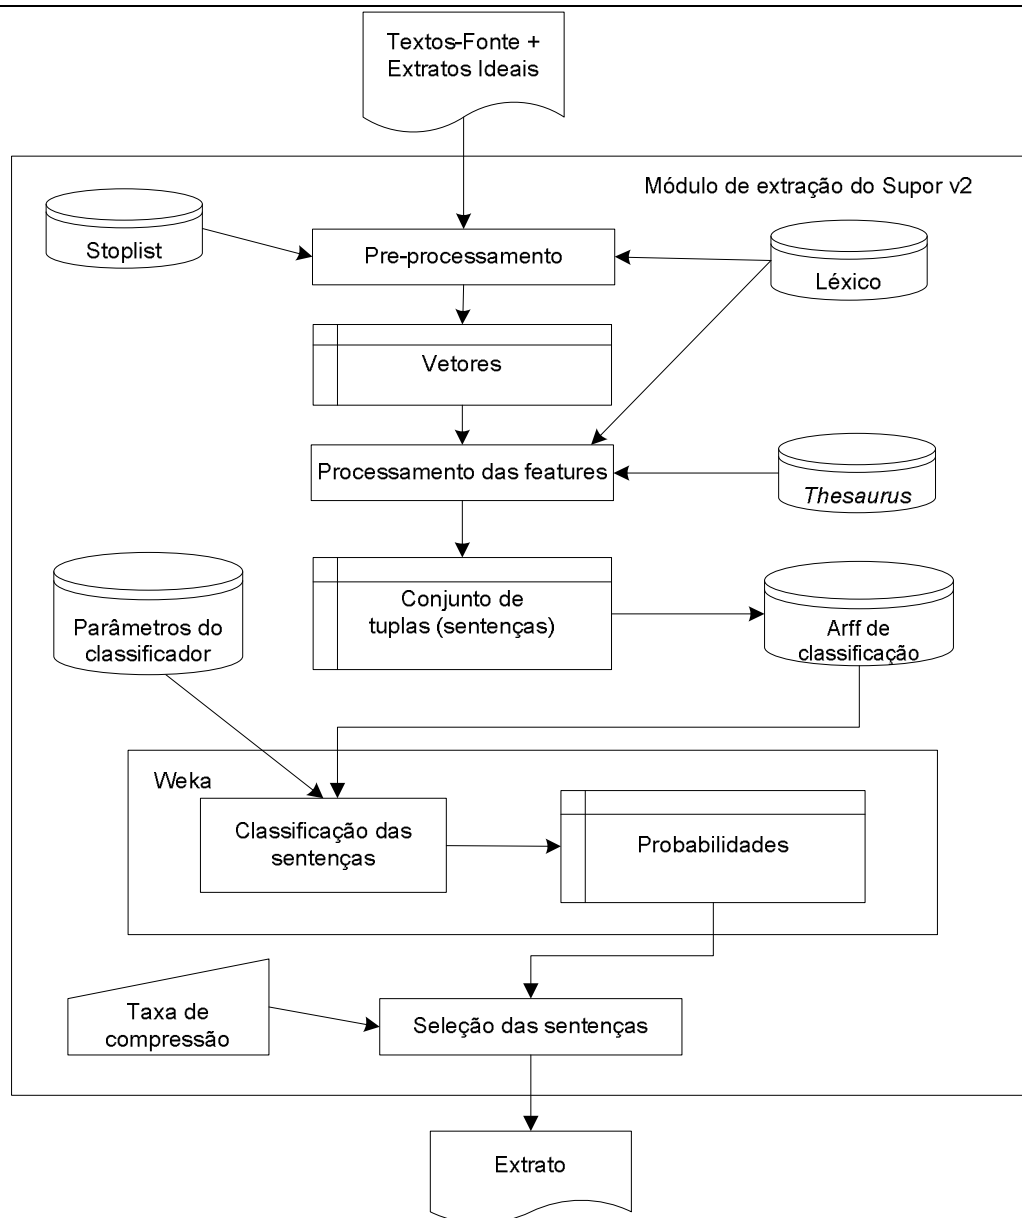 Textos-Fonte +
Extratos Ideais
Módulo de extração do Supor v2
Stoplist
Pre-processamento
Léxico
Vetores
Processamento das features
Thesaurus
Parâmetros do
classificador
Conjunto de
tuplas (sentenças)
Arff de
classificação
Weka
Classificação das
sentenças
Probabilidades
Taxa de
compressão
Seleção das sentenças
Extrato